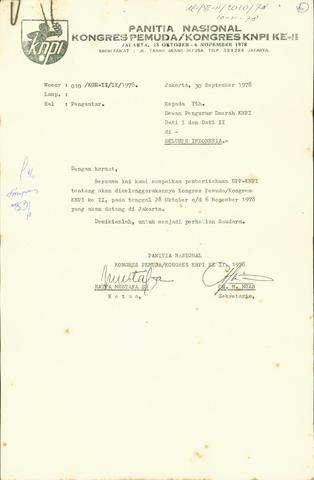 knpi
PANITIA NASIONAL
KONGRES PEMUDA/KONGRES KNPI KE-II
JAKARTA, 28 OKTOBER - 6 NOPEMBER 1978
Nomor : 010 /KNN-II/IX/1978.
Jakarta, 30 September 1978
Lamp. :
Hal : Pengantar.
Kepada Yth.
Dewan Pengurus Daerah KNPI
Dati I dan Dati II
di -
SELURUH INDONESIA.-
Dengan hormat,
Bersama ini kami sampaikan pemberitahuan DPP-KNPI
tentang akan diselenggarakannya Kongres Pemuda/Kongres
KNPI ke II, pada tanggal 28 Oktober s/d 6 Nopember 1978
yang akan datang di Jakarta.
Demikianlah, untuk menjadi perhatian Saudara.
PANITIA NASIONAL
KONGRES PEMUDA/KONGRES KNPI KE II, 1978
HATTA MUSTAFA SH
K e t u a,
Sekretaris,